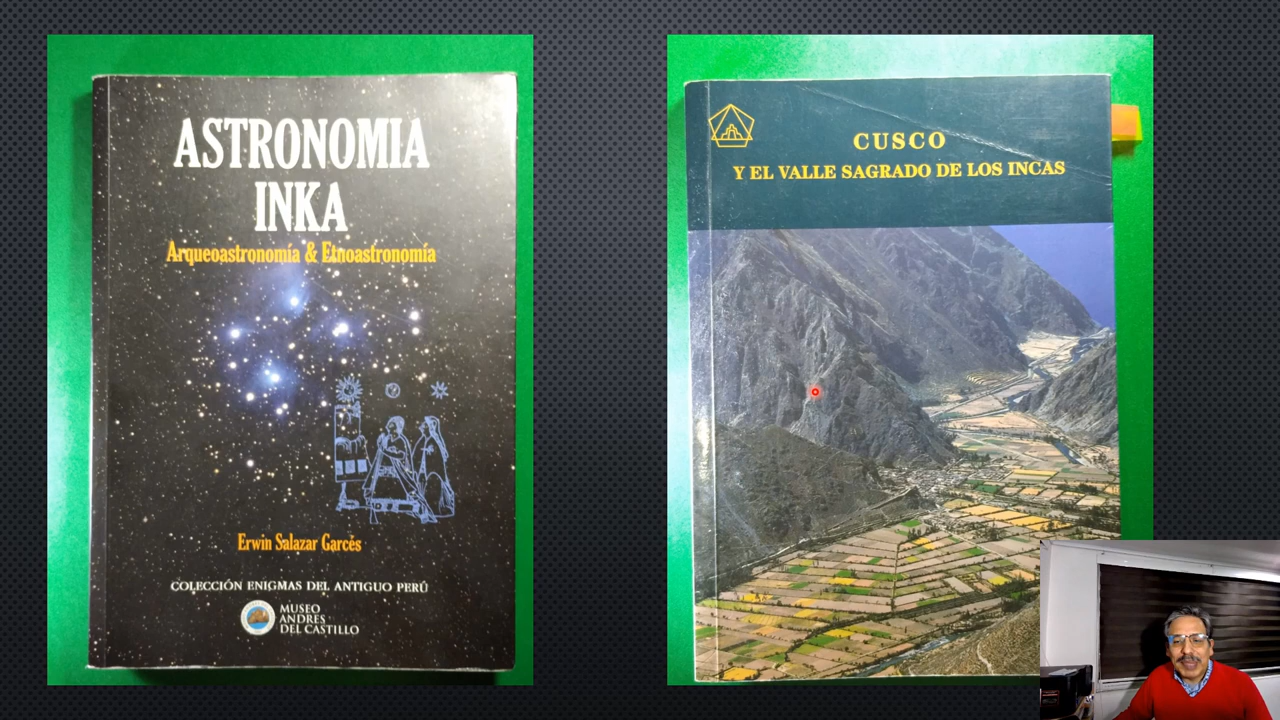 ASTRONOMIA
INKA
Arqueoastronomía & Etnoastronomía
Erwin Salazar Garcés
COLECCIÓN ENIGMAS DEL ANTIGUO PERÚ
MUSEO
ANDRES
DEL CASTILLO
CUSCO
Y EL VALLE SAGRADO DE LOS INCAS